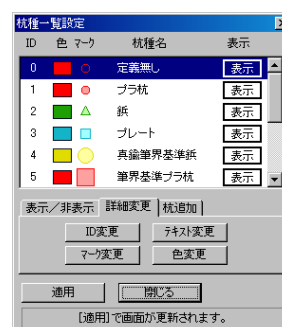 杭種一覧設定
ID 色 マーク 杭種名 表示
0 定義無し 表示
1 プラ杭 表示
2 鋲 表示
3 プレート 表示
4 真鍮筆界基準鋲 表示
5 筆界基準プラ杭 表示
表示／非表示 詳細変更 杭追加
ID変更 テキスト変更
マーク変更 色変更
適用 閉じる
[適用]で画面が更新されます。